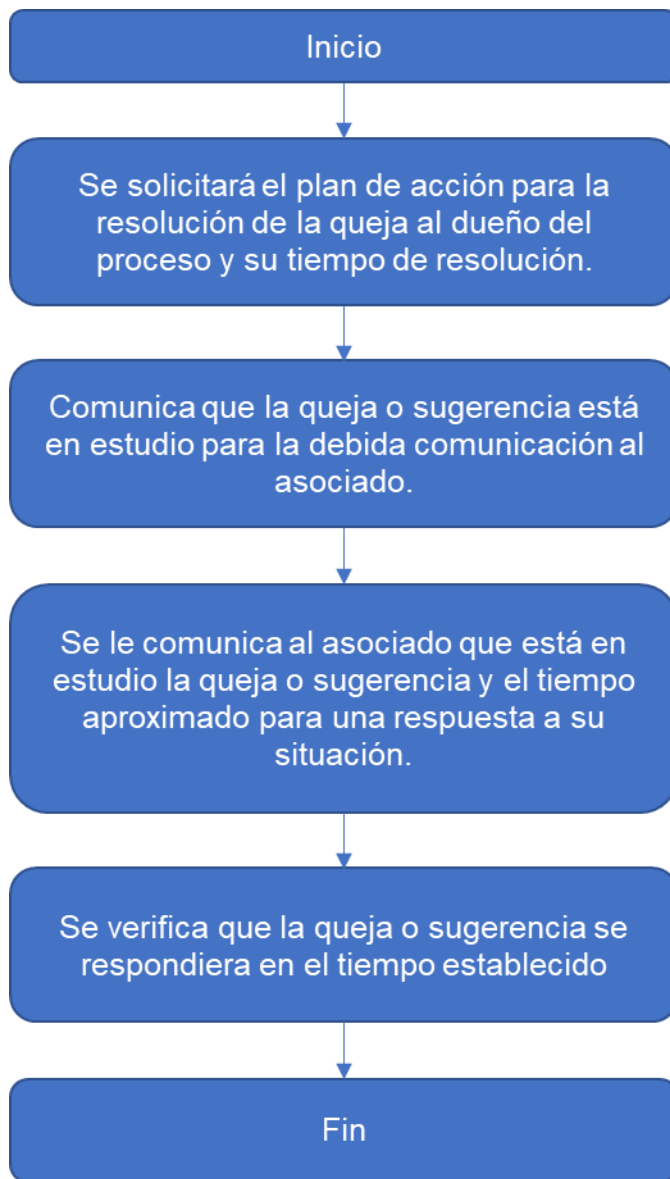 Inicio
Se solicitará el plan de acción para la
resolución de la queja al dueño del
proceso y su tiempo de resolución.
Comunica que la queja o sugerencia está
en estudio para la debida comunicación al
asociado.
Se le comunica al asociado que está en
estudio la queja o sugerencia y el tiempo
aproximado para una respuesta a su
situación.
Se verifica que la queja o sugerencia se
respondiera en el tiempo establecido
Fin